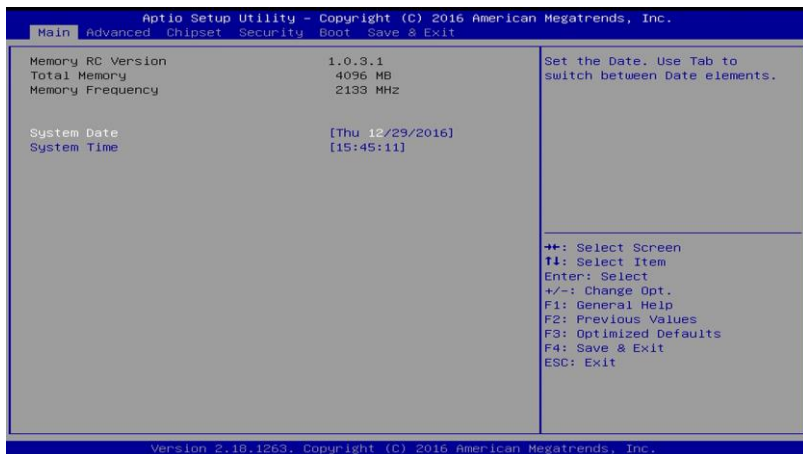 Aptio Setup Utility – Copyright (C) 2016 American Megatrends, Inc.
Main Advanced Chipset Security Boot Save & Exit
Memory RC Version 1.0.3.1
Total Memory 4096 MB
Memory Frequency 2133 MHz
System Date [Thu 12/29/2016]
System Time [15:45:11]
Set the Date. Use Tab to
switch between Date elements.
→←: Select Screen
↑↓: Select Item
Enter: Select
+/-: Change Opt.
F1: General Help
F2: Previous Values
F3: Optimized Defaults
F4: Save & Exit
ESC: Exit
Version 2.18.1263. Copyright (C) 2016 American Megatrends, Inc.